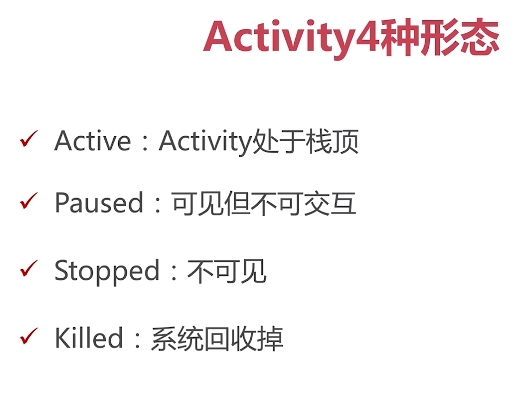 Activity4种形态
Active：Activity处于栈顶
Paused：可见但不可交互
Stopped：不可见
Killed：系统回收掉